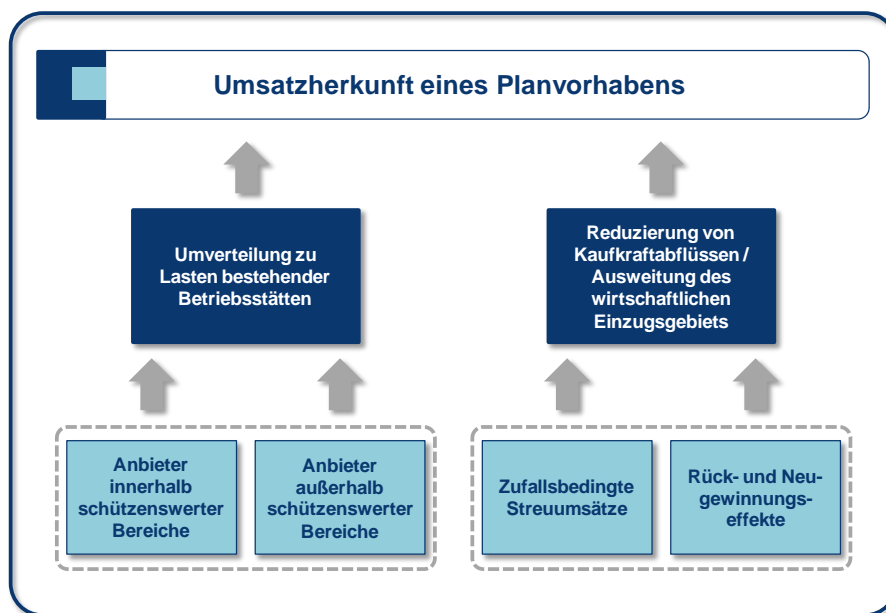 Umsatzherkunft eines Planvorhabens
Umverteilung zu
Lasten bestehender
Betriebsstätten
Reduzierung von
Kaufkraftabflüssen /
Ausweitung des
wirtschaftlichen
Einzugsgebiets
Anbieter
innerhalb
schützenswerter
Bereiche
Anbieter
außerhalb
schützenswerter
Bereiche
Zufallsbedingte
Streuumsätze
Rück- und Neu-
gewinnungs-
effekte